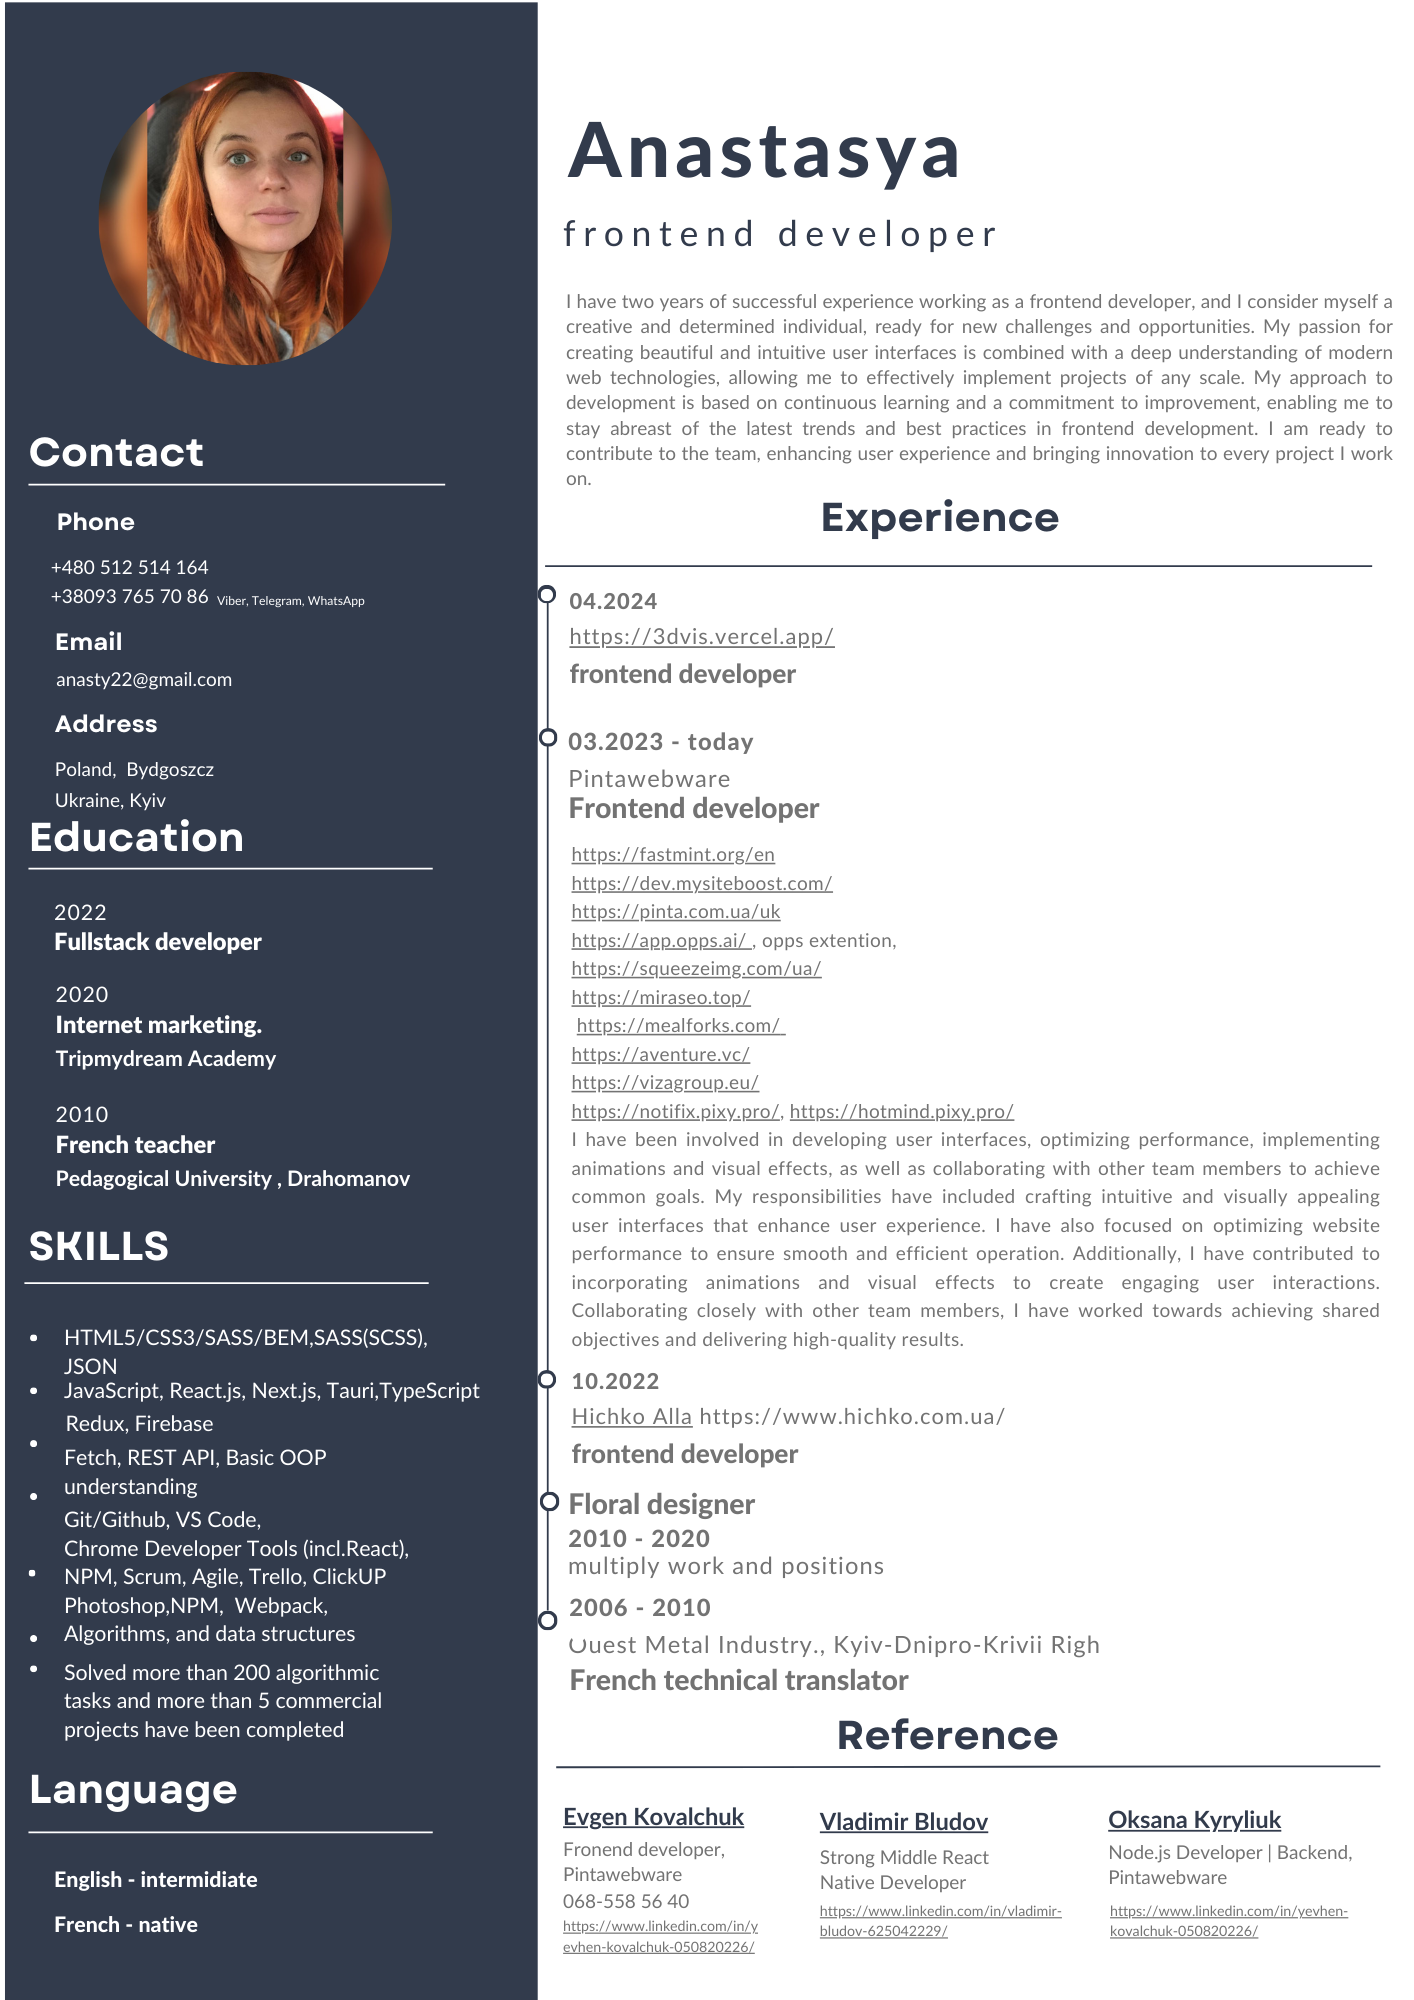 Anastasya
frontend developer
I have two years of successful experience working as a frontend developer, and I consider myself a
creative and determined individual, ready for new challenges and opportunities. My passion for
creating beautiful and intuitive user interfaces is combined with a deep understanding of modern
web technologies, allowing me to effectively implement projects of any scale. My approach to
development is based on continuous learning and a commitment to improvement, enabling me to
stay abreast of the latest trends and best practices in frontend development. I am ready to
contribute to the team, enhancing user experience and bringing innovation to every project I work
on.
Contact
Phone
+480 512 514 164
+38093 765 70 86 Viber, Telegram, WhatsApp
Email
anasty22@gmail.com
Address
Poland, Bydgoszcz
Ukraine, Kyiv
Education
2022
Fullstack developer
2020
Internet marketing.
Tripmydream Academy
2010
French teacher
Pedagogical University , Drahomanov
SKILLS
• HTML5/CSS3/SASS/BEM,SASS(SCSS),
JSON
• JavaScript, React.js, Next.js, Tauri,TypeScript
Redux, Firebase
• Fetch, REST API, Basic OOP
understanding
• Git/Github, VS Code,
Chrome Developer Tools (incl.React),
• NPM, Scrum, Agile, Trello, ClickUP
Photoshop,NPM, Webpack,
• Algorithms, and data structures
• Solved more than 200 algorithmic
tasks and more than 5 commercial
projects have been completed
Language
English - intermidiate
French - native
Experience
04.2024
https://3dvis.vercel.app/
frontend developer
03.2023 - today
Pintawebware
Frontend developer
https://fastmint.org/en
https://dev.mysiteboost.com/
https://pinta.com.ua/uk
https://app.opps.ai/ , opps extention,
https://squeezeimg.com/ua/
https://miraseo.top/
https://mealforks.com/
https://aventure.vc/
https://vizagroup.eu/
https://notifix.pixy.pro/, https://hotmind.pixy.pro/
I have been involved in developing user interfaces, optimizing performance, implementing
animations and visual effects, as well as collaborating with other team members to achieve
common goals. My responsibilities have included crafting intuitive and visually appealing
user interfaces that enhance user experience. I have also focused on optimizing website
performance to ensure smooth and efficient operation. Additionally, I have contributed to
incorporating animations and visual effects to create engaging user interactions.
Collaborating closely with other team members, I have worked towards achieving shared
objectives and delivering high-quality results.
10.2022
Hichko Alla https://www.hichko.com.ua/
frontend developer
Floral designer
2010 - 2020
multiply work and positions
2006 - 2010
Ouest Metal Industry., Kyiv-Dnipro-Krivii Righ
French technical translator
Reference
Evgen Kovalchuk
Fronend developer,
Pintawebware
068-558 56 40
https://www.linkedin.com/in/y
evhen-kovalchuk-050820226/
Vladimir Bludov
Strong Middle React
Native Developer
https://www.linkedin.com/in/vladimir-
bludov-625042229/
Oksana Kyryliuk
Node.js Developer | Backend,
Pintawebware
https://www.linkedin.com/in/yevhen-
kovalchuk-050820226/